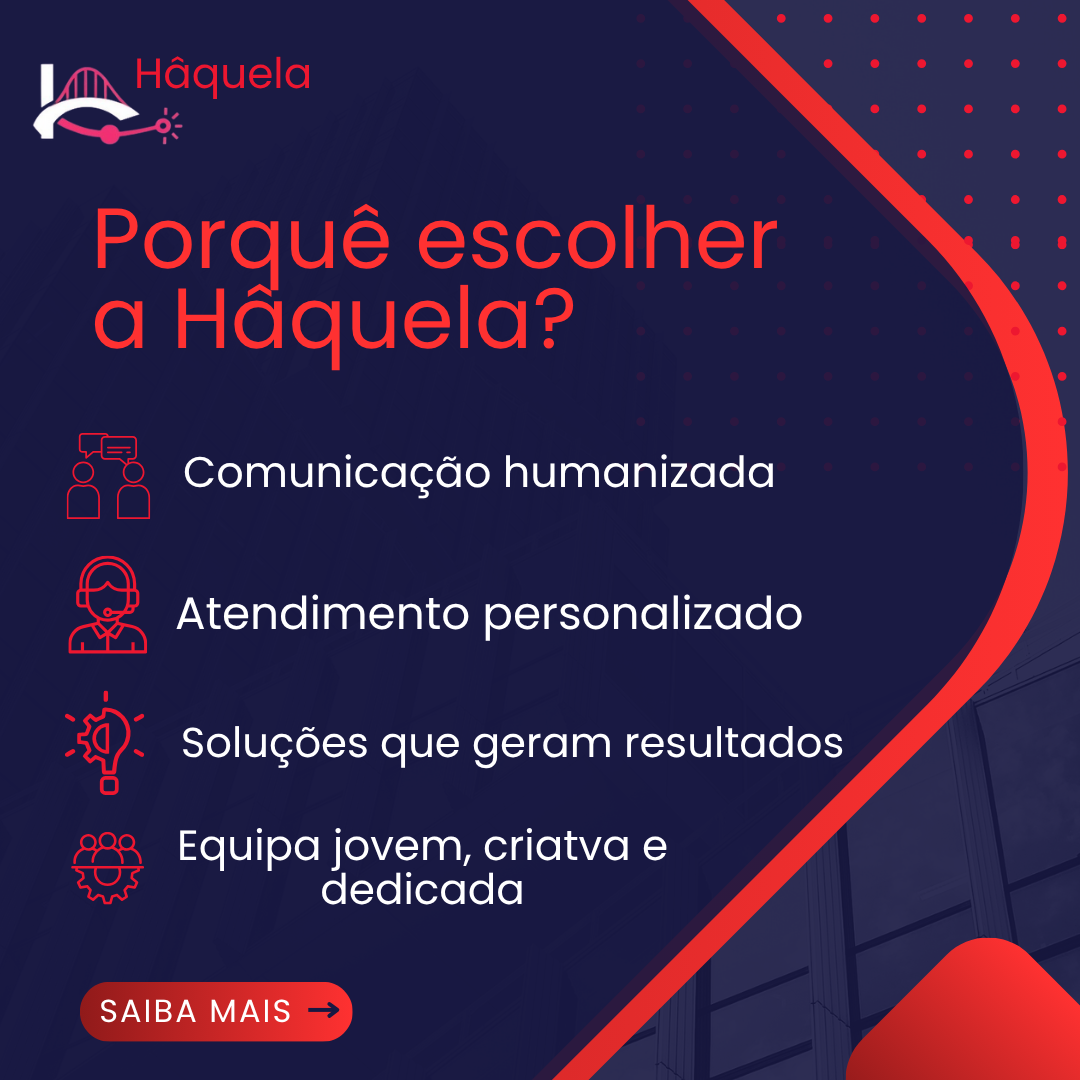 Hâquela
Porquê escolher
a Hâquela?
Comunicação humanizada
Atendimento personalizado
Soluções que geram resultados
Equipa jovem, criatva e
dedicada
SAIBA MAIS →